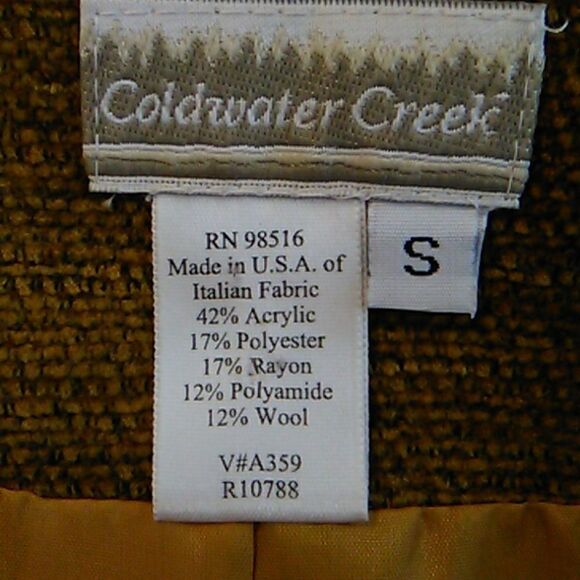 Coldwater Creek
S
RN 98516
Made in U.S.A. of
Italian Fabric
42% Acrylic
17% Polyester
17% Rayon
12% Polyamide
12% Wool
V#A359
R10788